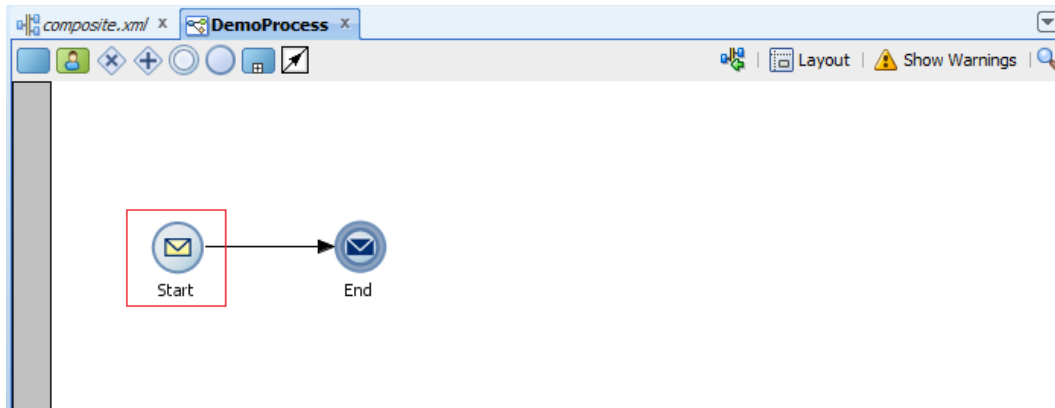 composite.xml x DemoProcess x
Layout Show Warnings
Start End